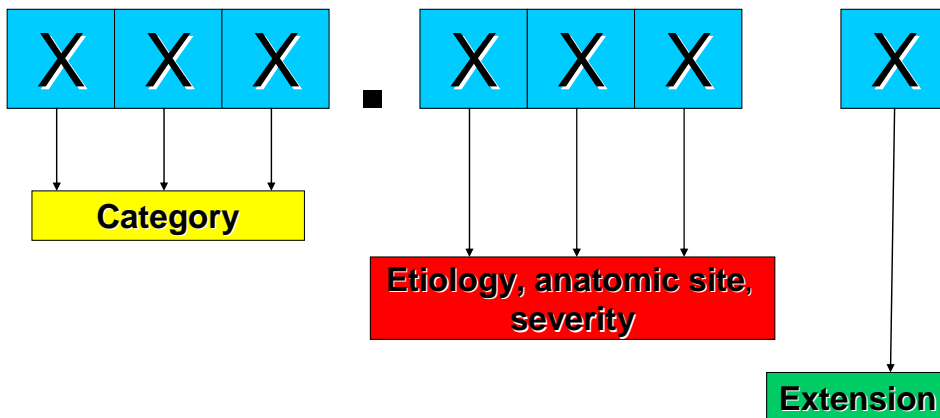 X X X . X X X X
Category
Etiology, anatomic site,
severity
Extension